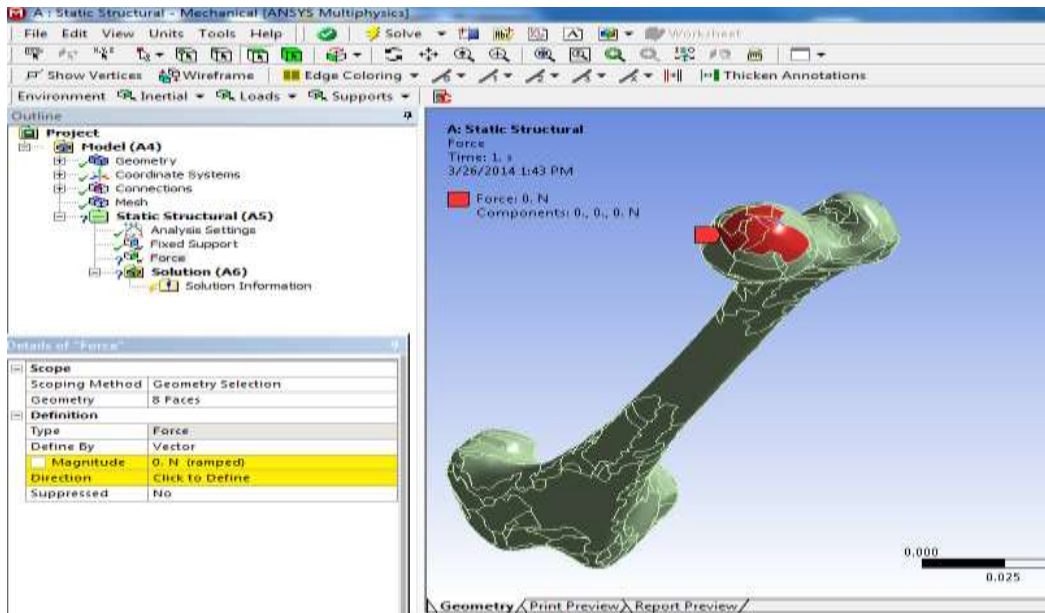 A : Static Structural - Mechanical [ANSYS Multiphysics]
File Edit View Units Tools Help Solve Worksheet
Show Vertices Wireframe Edge Coloring Thicken Annotations
Environment Inertial Loads Supports
Outline
Project
Model (A4)
Geometry
Coordinate Systems
Connections
Mesh
Static Structural (A5)
Analysis Settings
Fixed Support
Force
Solution (A6)
Solution Information
Details of "Force"
Scope
Scoping Method Geometry Selection
Geometry 8 Faces
Definition
Type Force
Define By Vector
Magnitude 0. N (ramped)
Direction Click to Define
Suppressed No
A: Static Structural
Force
Time: 1. s
3/26/2014 1:43 PM
Force: 0. N
Components: 0., 0., 0. N
0.000
0.025
Geometry Print Preview Report Preview